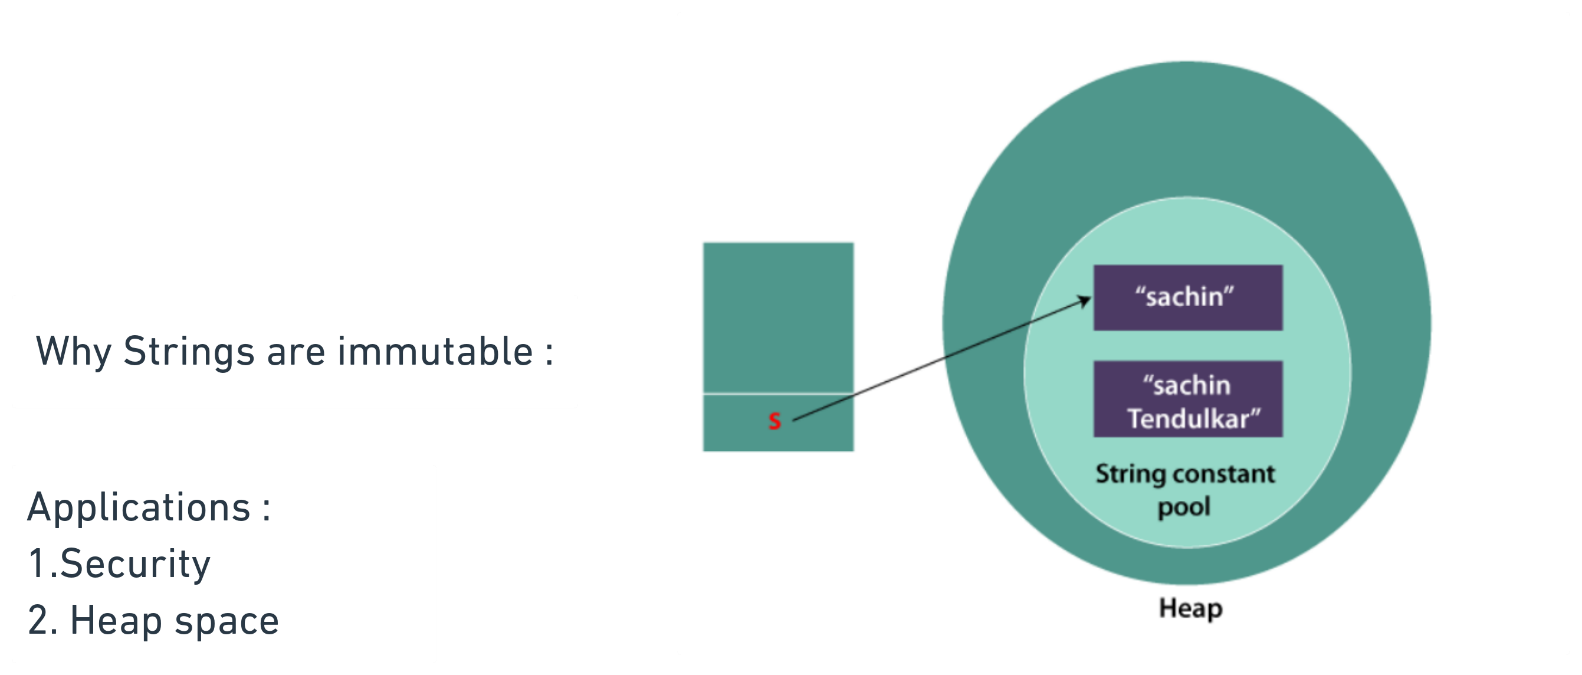 Why Strings are immutable :
Applications :
1.Security
2. Heap space
s
“sachin”
“sachin
Tendulkar”
String constant
pool
Heap